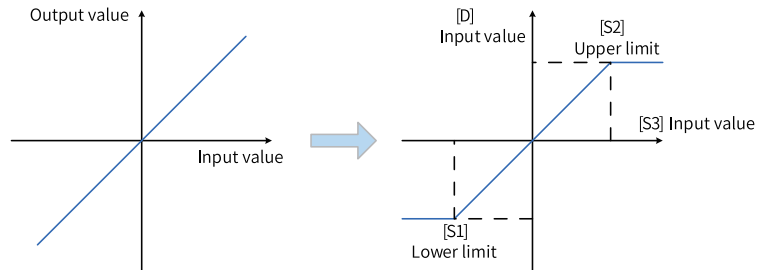 Output value
Input value
[D]
Input value
[S2]
Upper limit
[S3] Input value
[S1]
Lower limit